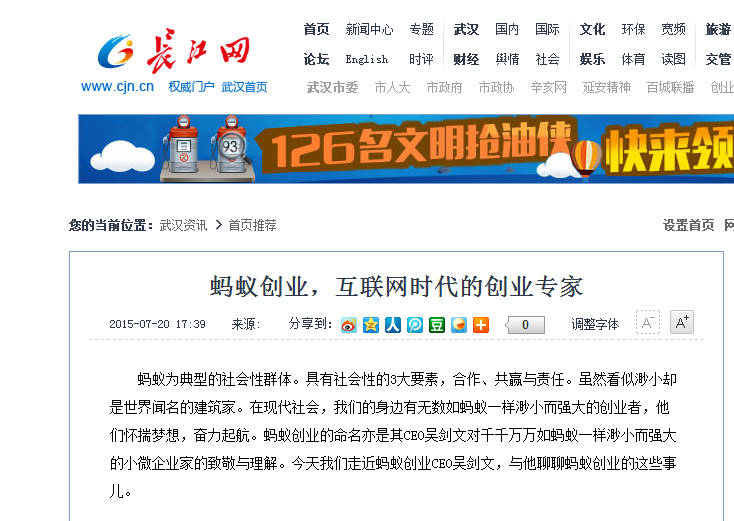 长江网
www.cjn.cn 权威门户 武汉首页
首页 新闻中心 专题 武汉 国内 国际 文化 环保 宽频 旅游
论坛 English 时评 财经 舆情 社会 娱乐 体育 读图 交管
武汉市委 市人大 市政府 市政协 辛亥网 延安精神 百城联播 创业
93
126名文明抢油侠 快来领
您的当前位置: 武汉资讯 > 首页推荐
设置首页 网
蚂蚁创业，互联网时代的创业专家
2015-07-20 17:39 来源: 分享到: 0 调整字体 A- A+
蚂蚁为典型的社会性群体。具有社会性的3大要素，合作、共赢与责任。虽然看似渺小却
是世界闻名的建筑家。在现代社会，我们的身边有无数如蚂蚁一样渺小而强大的创业者，他
们怀揣梦想，奋力起航。蚂蚁创业的命名亦是其CEO吴剑文对千千万万如蚂蚁一样渺小而强大
的小微企业家的致敬与理解。今天我们走近蚂蚁创业CEO吴剑文，与他聊聊蚂蚁创业的这些事
儿。